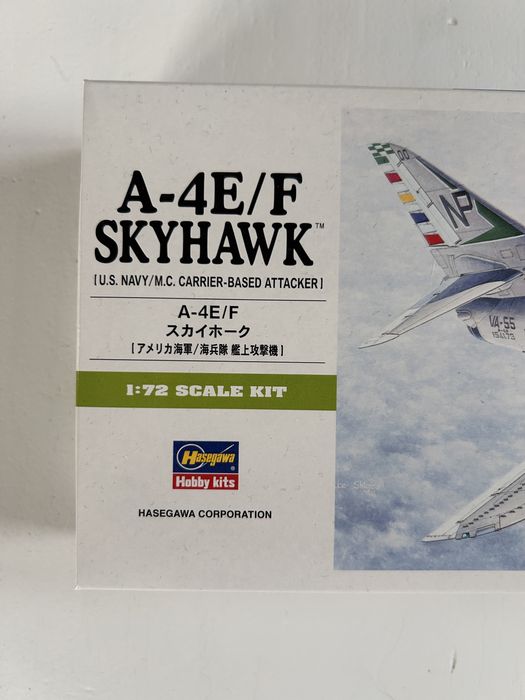 A-4E/F
SKYHAWK™
[U.S. NAVY/M.C. CARRIER-BASED ATTACKER]
A-4E/F
スカイホーク
[アメリカ海軍/海兵隊 艦上攻撃機]
1:72 SCALE KIT
Hasegawa
Hobby kits
HASEGAWA CORPORATION
00
NP
VA-55
154173